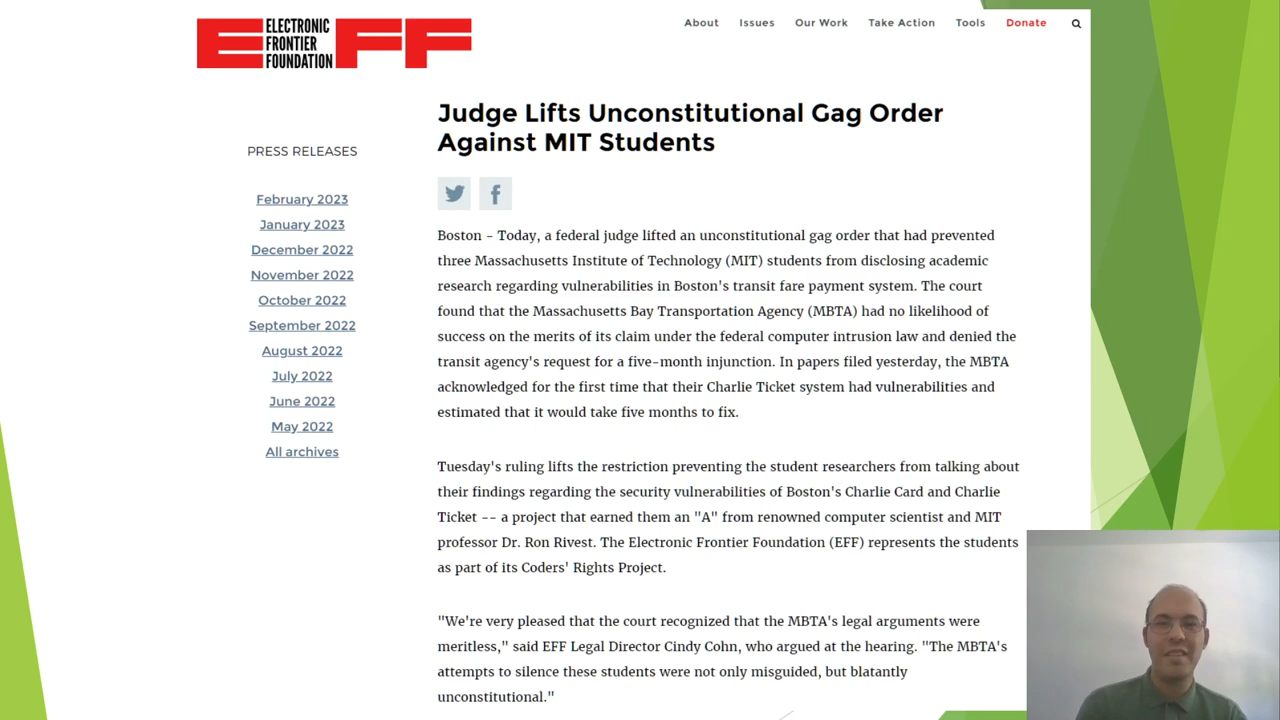 ELECTRONIC
FRONTIER
FOUNDATION
EFF
About Issues Our Work Take Action Tools Donate
Judge Lifts Unconstitutional Gag Order
Against MIT Students
PRESS RELEASES
February 2023
January 2023
December 2022
November 2022
October 2022
September 2022
August 2022
July 2022
June 2022
May 2022
All archives
Boston - Today, a federal judge lifted an unconstitutional gag order that had prevented
three Massachusetts Institute of Technology (MIT) students from disclosing academic
research regarding vulnerabilities in Boston's transit fare payment system. The court
found that the Massachusetts Bay Transportation Agency (MBTA) had no likelihood of
success on the merits of its claim under the federal computer intrusion law and denied the
transit agency's request for a five-month injunction. In papers filed yesterday, the MBTA
acknowledged for the first time that their Charlie Ticket system had vulnerabilities and
estimated that it would take five months to fix.
Tuesday's ruling lifts the restriction preventing the student researchers from talking about
their findings regarding the security vulnerabilities of Boston's Charlie Card and Charlie
Ticket -- a project that earned them an "A" from renowned computer scientist and MIT
professor Dr. Ron Rivest. The Electronic Frontier Foundation (EFF) represents the students
as part of its Coders' Rights Project.
"We're very pleased that the court recognized that the MBTA's legal arguments were
meritless," said EFF Legal Director Cindy Cohn, who argued at the hearing. "The MBTA's
attempts to silence these students were not only misguided, but blatantly
unconstitutional."